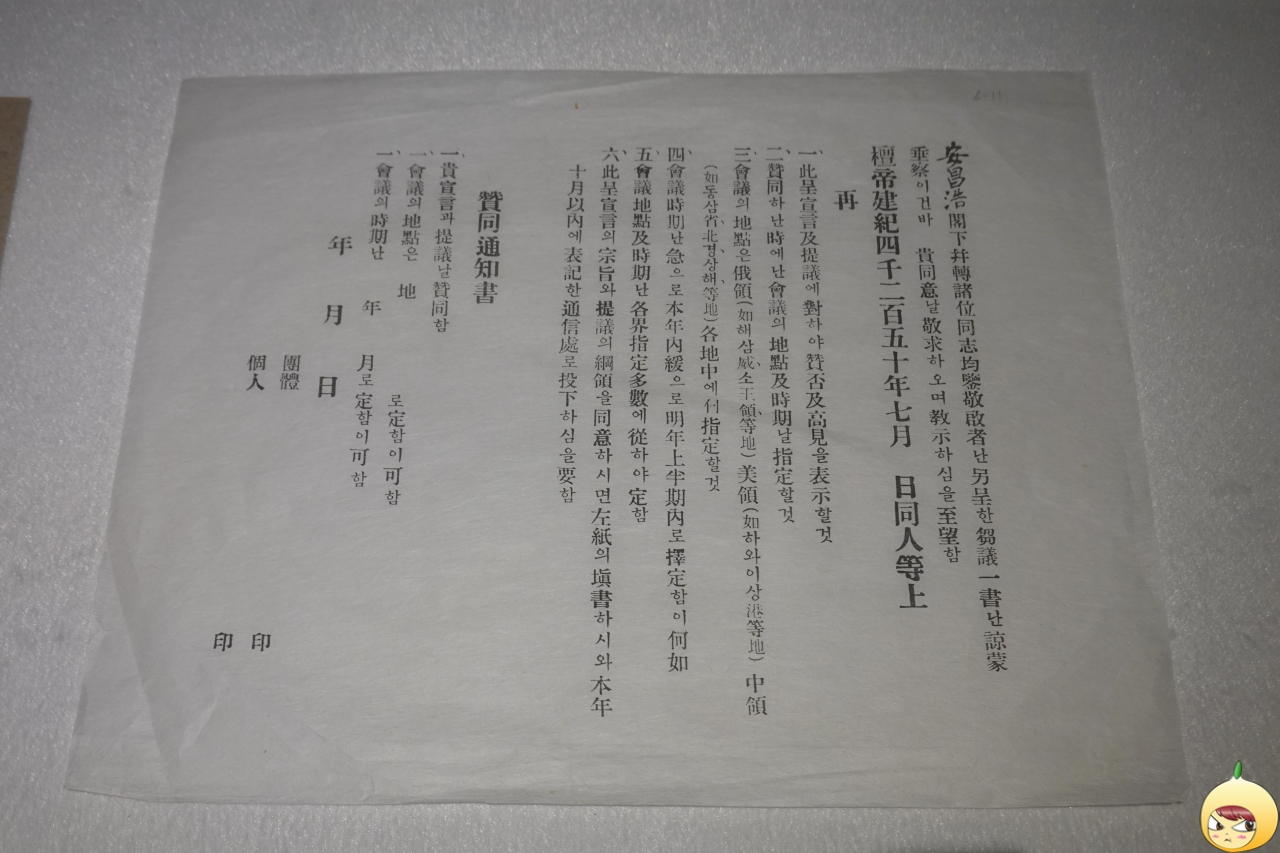 安昌浩 閣下幷轉諸位同志均鑒敬啟者난另呈한芻議一書난諒蒙
垂察이건바 貴同意날敬求하오며敎示하심을至望함
檀帝建紀四千二百五十年七月 日同人等上
再
一、此呈宣言及提議에對하야贊否及高見을表示할것
二、贊同하난時에난會議의地點及時期날指定할것
三、會議의地點은俄領(如해삼威、소王領、等地)美領(如하와이상港等地)中領
(如동삼省、北경、상해、等地)各地中에서指定할것
四、會議時期난急으로本年內緩으로明年上半期內로擇定함이何如
五、會議地點及時期난各界指定多數에從하야定함
六、此呈宣言의宗旨와提議의綱領을同意하시면左紙의塡書하시와本年
十月以內에表記한通信處로投下하심을要함
贊同通知書
一、貴宣言과提議날贊同함
一、會議의地點은 地 로定함이可함
一、會議의時期난 年 月로定함이可함
年 月 日
團體 印
個人 印